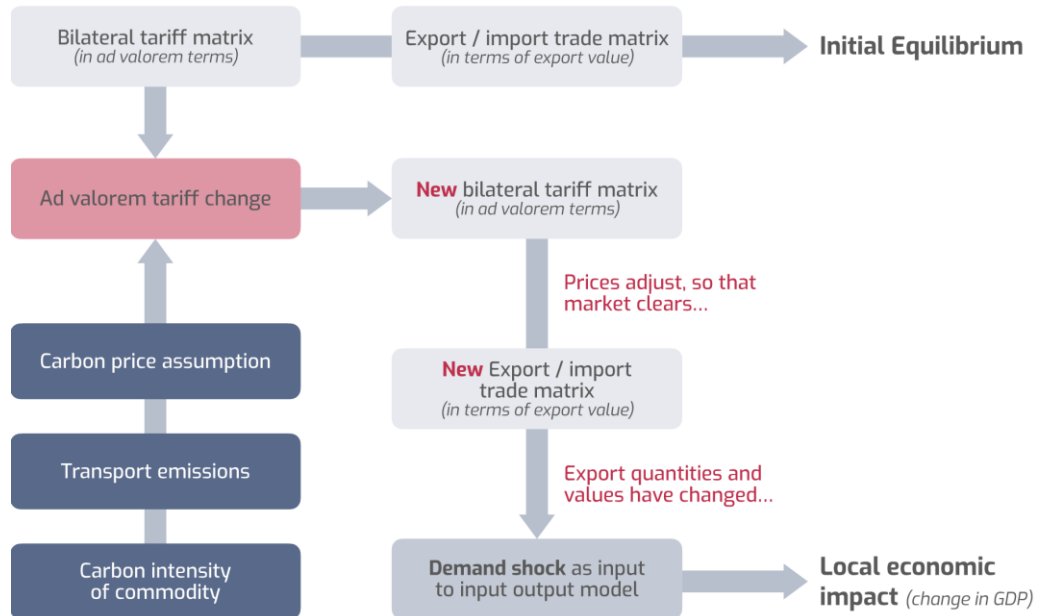 Bilateral tariff matrix
(in ad valorem terms)
Export / import trade matrix
(in terms of export value)
Initial Equilibrium
Ad valorem tariff change
New bilateral tariff matrix
(in ad valorem terms)
Prices adjust, so that
market clears...
Carbon price assumption
New Export / import
trade matrix
(in terms of export value)
Transport emissions
Export quantities and
values have changed...
Carbon intensity
of commodity
Demand shock as input
to input output model
Local economic
impact (change in GDP)